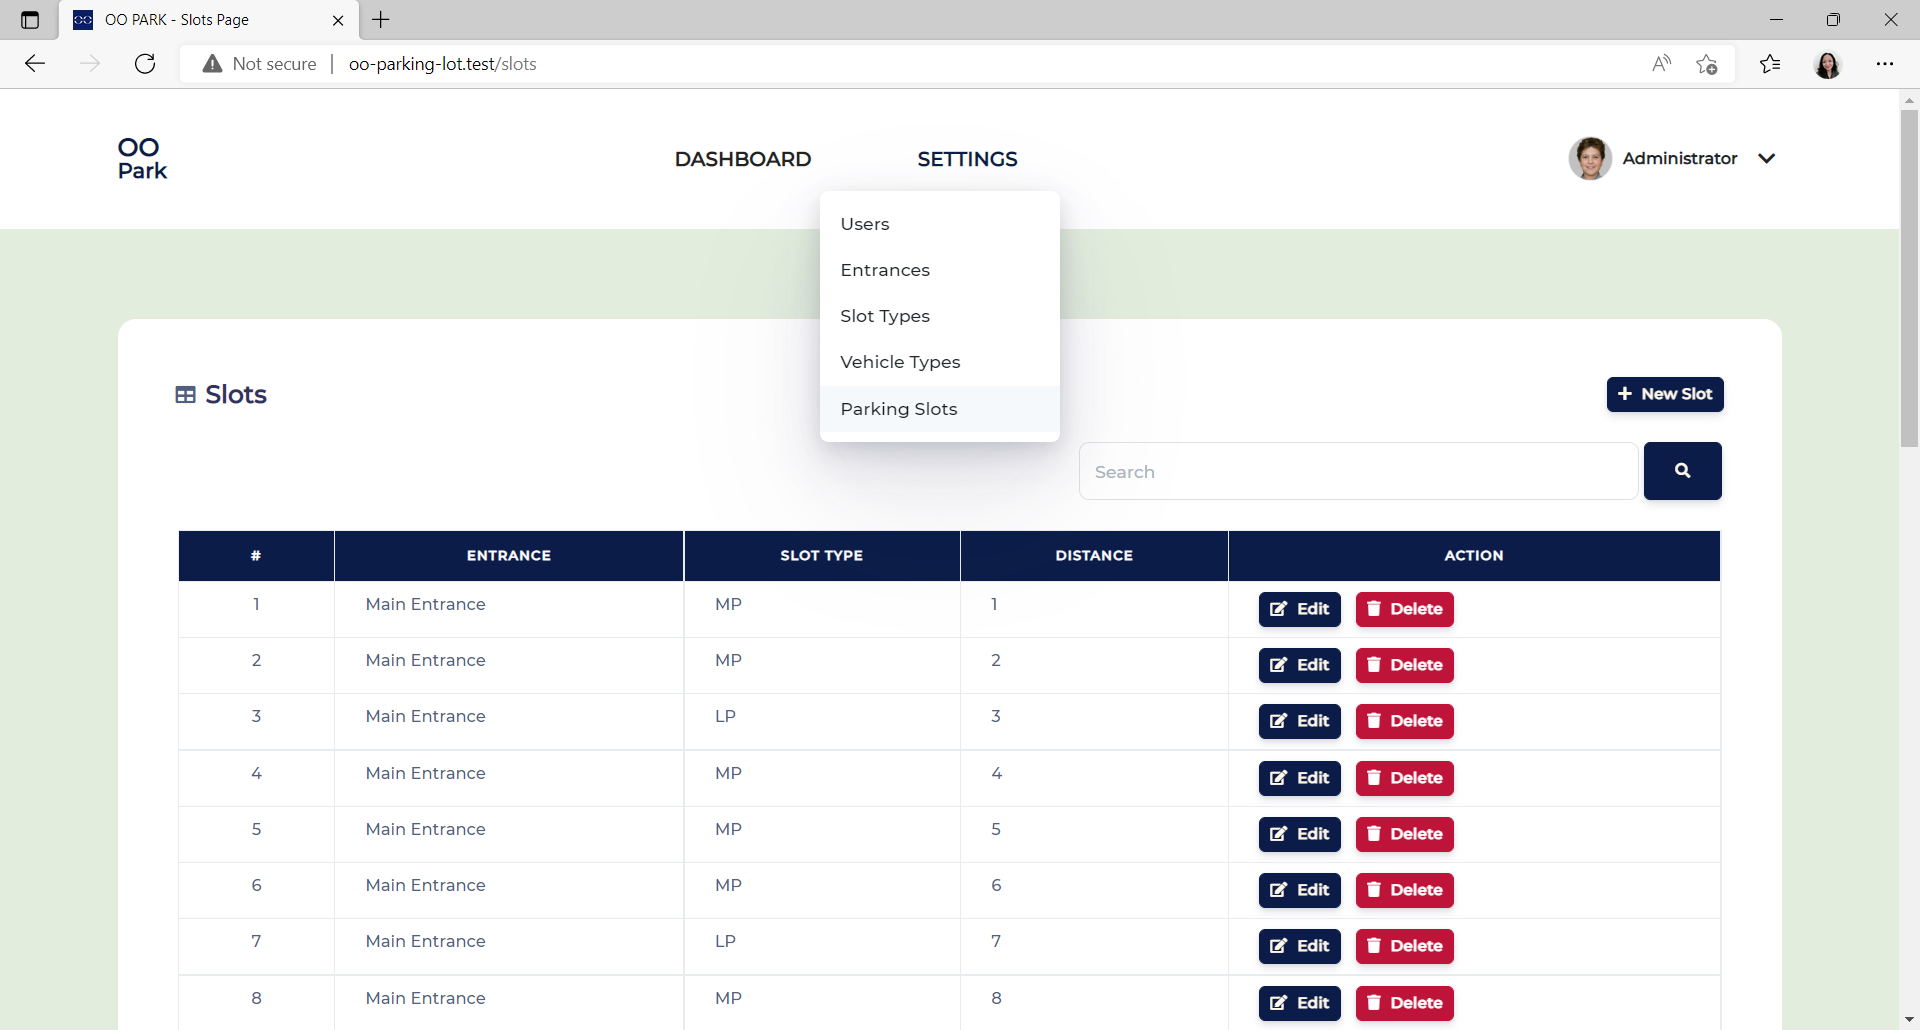 OO PARK - Slots Page
Not secure
oo-parking-lot.test/slots
OO
Park
DASHBOARD
SETTINGS
Administrator
Users
Entrances
Slot Types
Vehicle Types
Parking Slots
Slots
New Slot
Search
# ENTRANCE SLOT TYPE DISTANCE ACTION
1 Main Entrance MP 1 Edit Delete
2 Main Entrance MP 2 Edit Delete
3 Main Entrance LP 3 Edit Delete
4 Main Entrance MP 4 Edit Delete
5 Main Entrance MP 5 Edit Delete
6 Main Entrance MP 6 Edit Delete
7 Main Entrance LP 7 Edit Delete
8 Main Entrance MP 8 Edit Delete